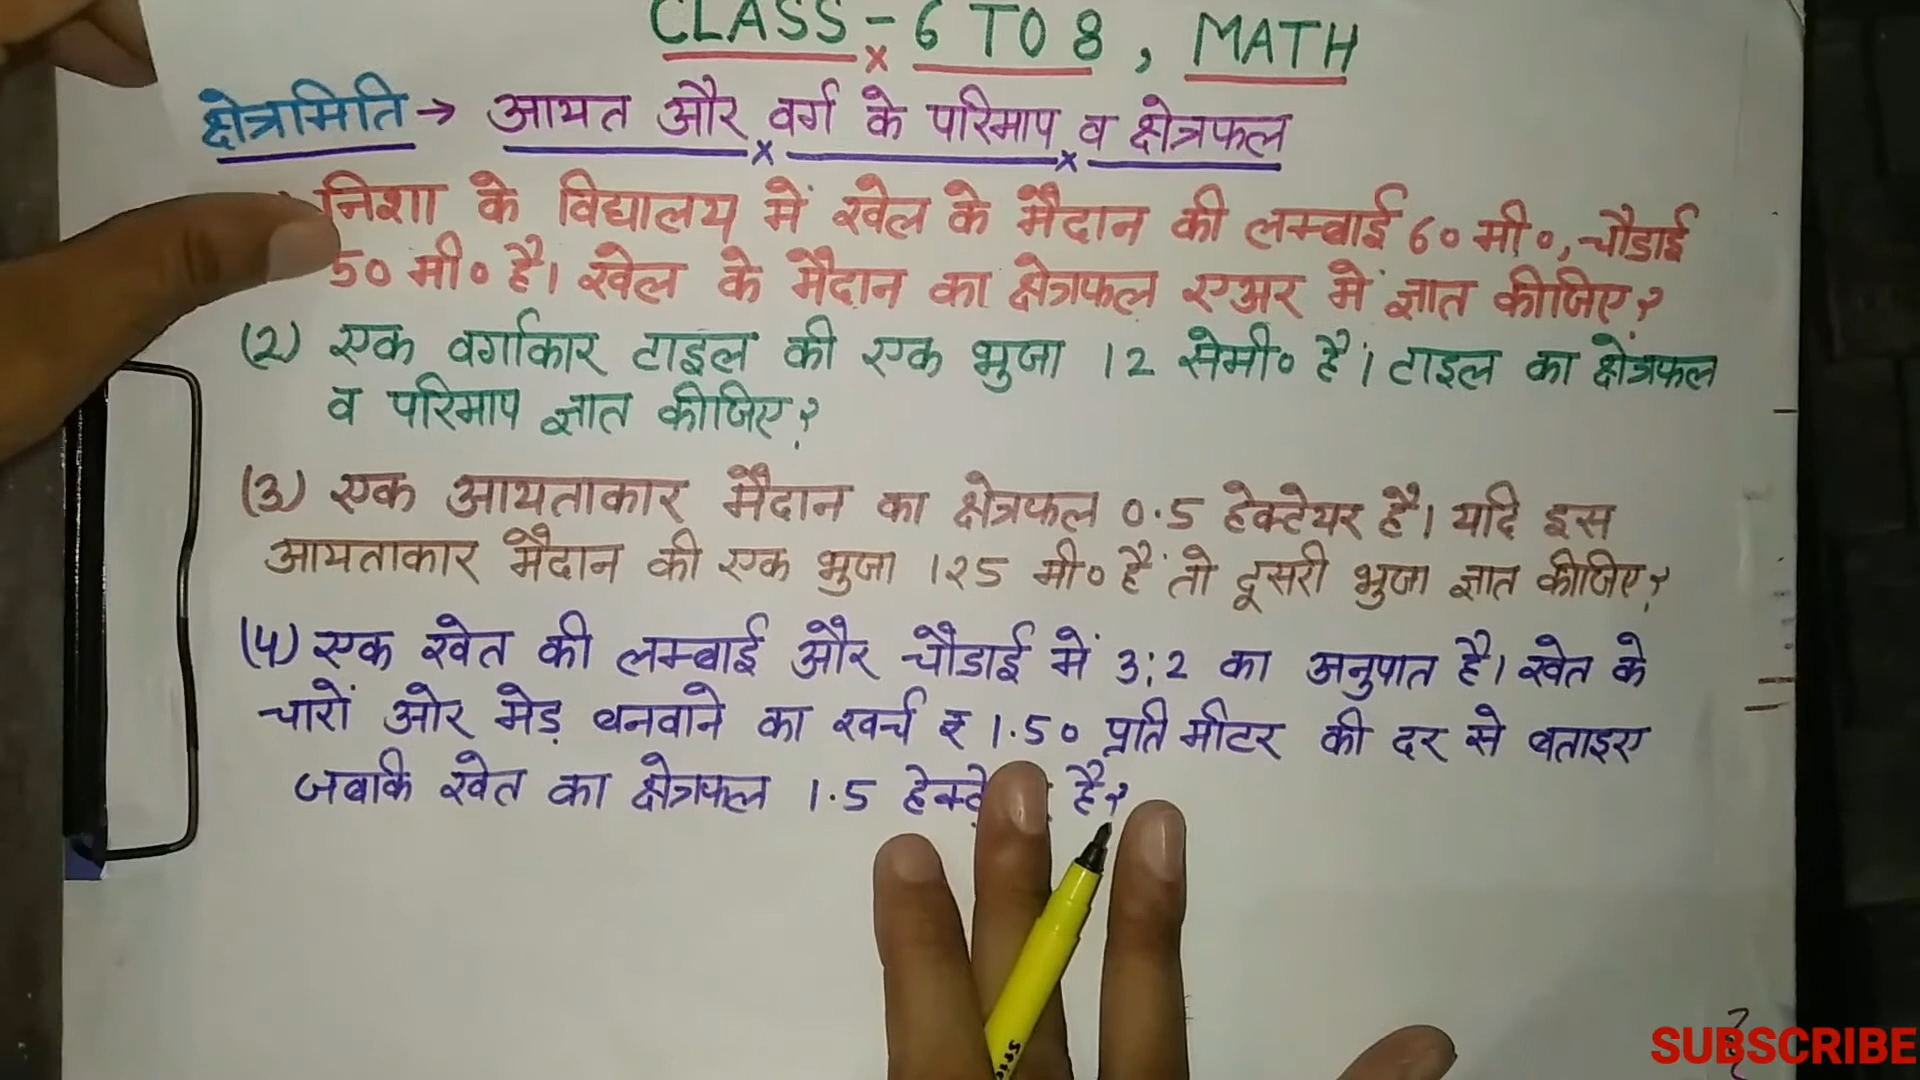 CLASS - 6 TO 8, MATH
क्षेत्रमिति → आयत और वर्ग के परिमाप व क्षेत्रफल
निशा के विद्यालय में खेल के मैदान की लम्बाई 60 मी०, चौडाई
50 मी० है। खेल के मैदान का क्षेत्रफल एअर में ज्ञात कीजिए?
(2) एक वर्गाकार टाइल की एक भुजा 12 सेमी० है। टाइल का क्षेत्रफल
व परिमाप ज्ञात कीजिए?
(3) एक आयताकार मैदान का क्षेत्रफल 0.5 हेक्टेयर है। यदि इस
आयताकार मैदान की एक भुजा 125 मी० है तो दूसरी भुजा ज्ञात कीजिए?
(4) एक खेत की लम्बाई और चौडाई में 3:2 का अनुपात है। खेत के
चारों ओर मेड़ बनवाने का खर्च ₹ 1.50 प्रति मीटर की दर से बताइए
जबकि खेत का क्षेत्रफल 1.5 है?
SUBSCRIBE